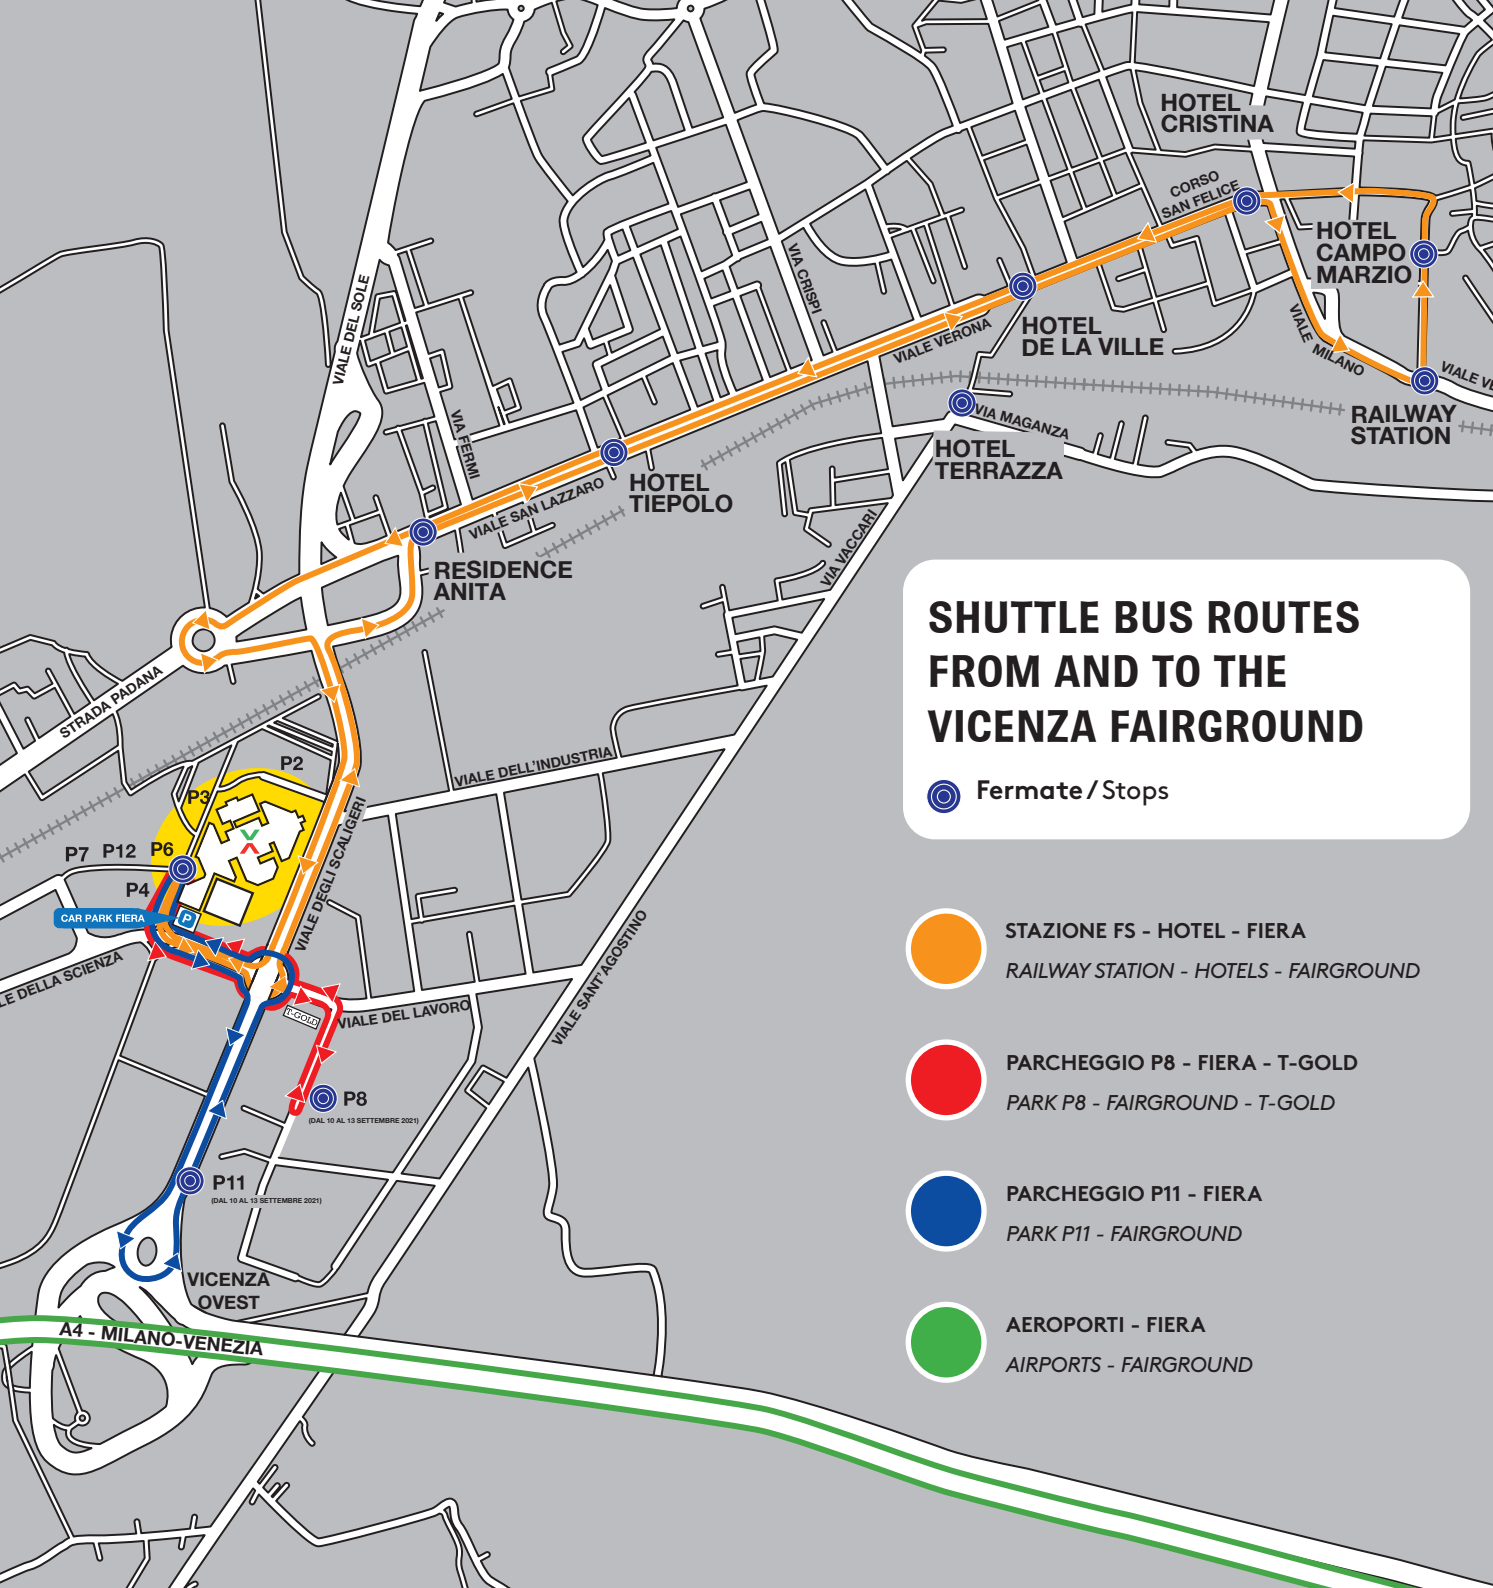 HOTEL
CRISTINA
CORSO
SAN FELICE
HOTEL
CAMPO
MARZIO
VIA CRISPI
VIALE DEL SOLE
VIALE VERONA
HOTEL
DE LA VILLE
VIALE MILANO
VIALE VE
RAILWAY
STATION
VIA MAGANZA
HOTEL
TERRAZZA
VIA FERMI
HOTEL
TIEPOLO
VIALE SAN LAZZARO
RESIDENCE
ANITA
VIA VACCARI
STRADA PADANA
SHUTTLE BUS ROUTES
FROM AND TO THE
VICENZA FAIRGROUND
Fermate / Stops
P2
P3
VIALE DELL'INDUSTRIA
VIALE DEGLI SCALIGERI
P7 P12 P6
P4
CAR PARK FIERA
P
LE DELLA SCIENZA
T-GOLD
VIALE DEL LAVORO
VIALE SANT'AGOSTINO
P8
(DAL 10 AL 13 SETTEMBRE 2021)
P11
(DAL 10 AL 13 SETTEMBRE 2021)
VICENZA
OVEST
A4 - MILANO-VENEZIA
STAZIONE FS - HOTEL - FIERA
RAILWAY STATION - HOTELS - FAIRGROUND
PARCHEGGIO P8 - FIERA - T-GOLD
PARK P8 - FAIRGROUND - T-GOLD
PARCHEGGIO P11 - FIERA
PARK P11 - FAIRGROUND
AEROPORTI - FIERA
AIRPORTS - FAIRGROUND